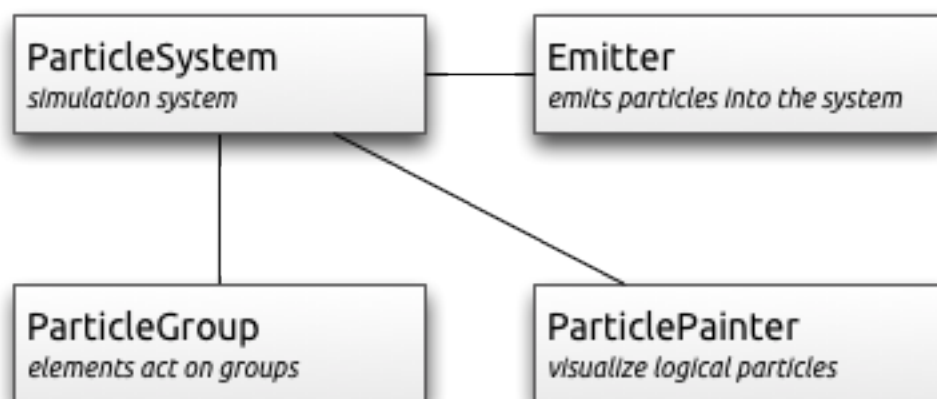 ParticleSystem
simulation system
Emitter
emits particles into the system
ParticleGroup
elements act on groups
ParticlePainter
visualize logical particles